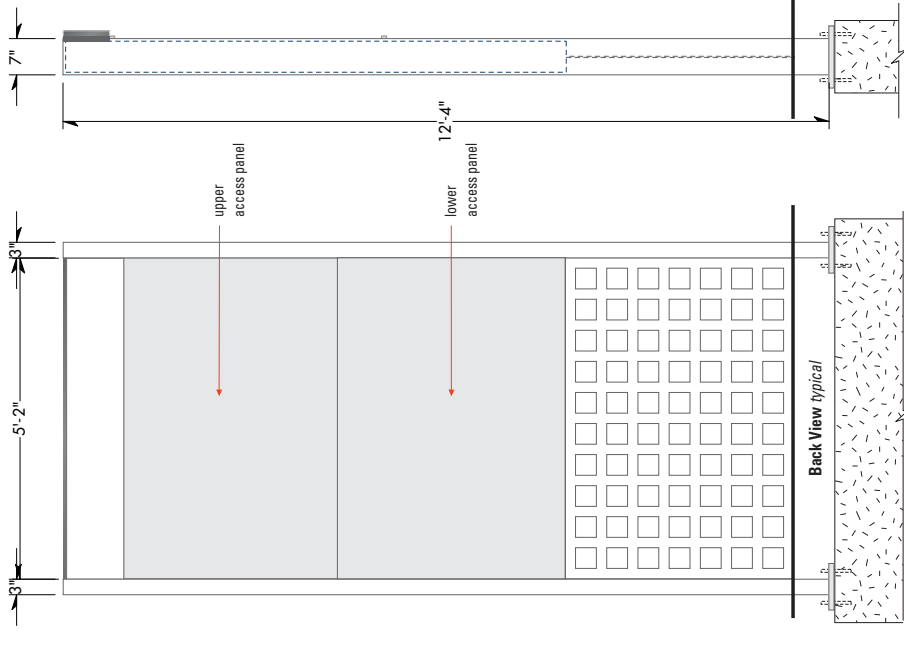 7"
12'-4"
3"
5'-2"
3"
upper
access panel
lower
access panel
Back View typical